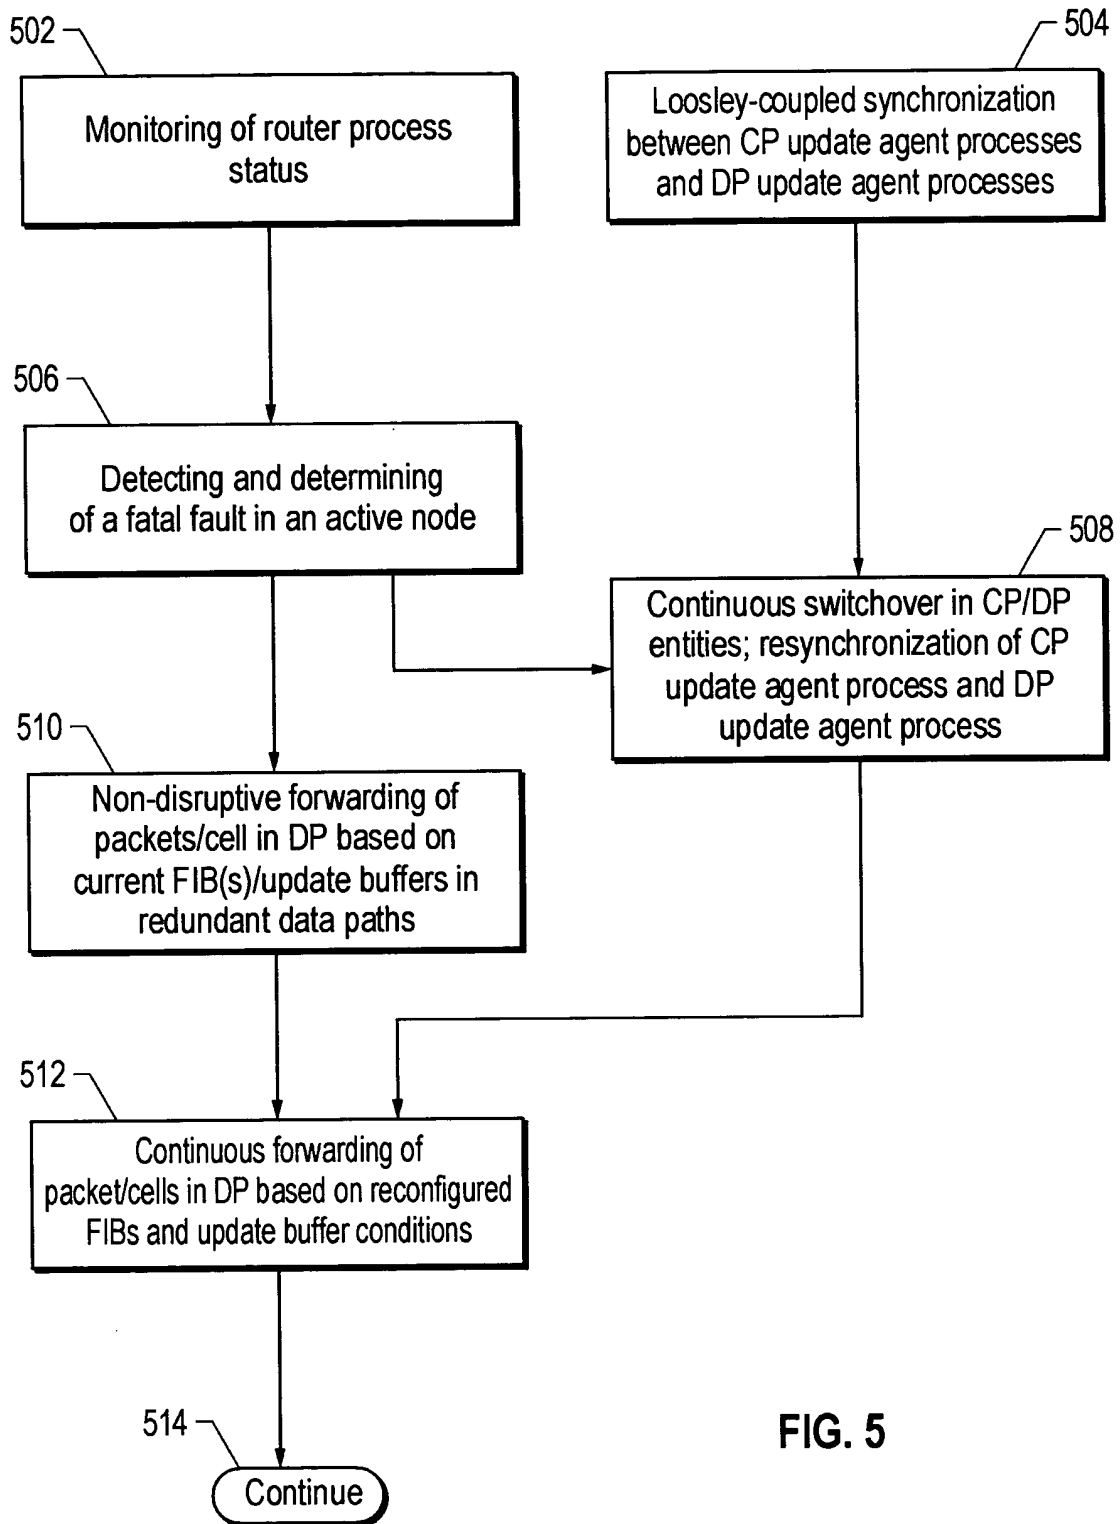 502
Monitoring of router process
status
504
Loosley-coupled synchronization
between CP update agent processes
and DP update agent processes
506
Detecting and determining
of a fatal fault in an active node
508
Continuous switchover in CP/DP
entities; resynchronization of CP
update agent process and DP
update agent process
510
Non-disruptive forwarding of
packets/cell in DP based on
current FIB(s)/update buffers in
redundant data paths
512
Continuous forwarding of
packet/cells in DP based on reconfigured
FIBs and update buffer conditions
514
Continue
FIG. 5